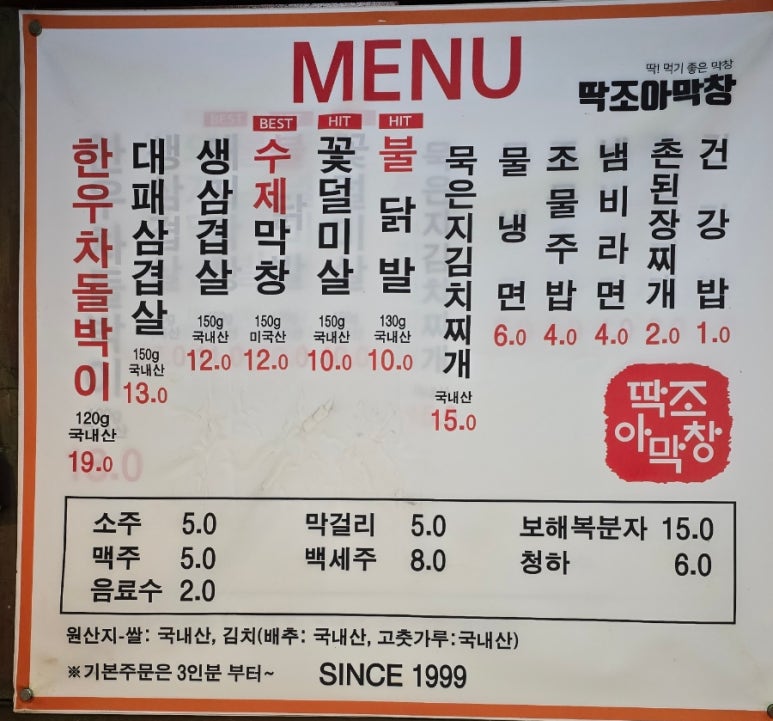 MENU
딱! 먹기 좋은 막창
딱조아막창
한우차돌박이
120g
국내산
19.0
대패삼겹살
150g
국내산
13.0
생삼겹살
150g
국내산
12.0
BEST
수제막창
150g
미국산
12.0
HIT
꽃덜미살
150g
국내산
10.0
HIT
불닭발
130g
국내산
10.0
묵은지김치찌개
국내산
15.0
물냉면
6.0
조물주밥
4.0
냄비라면
4.0
촌된장찌개
2.0
건강밥
1.0
딱조
아막창
소주 5.0 막걸리 5.0 보해복분자 15.0
맥주 5.0 백세주 8.0 청하 6.0
음료수 2.0
원산지-쌀: 국내산, 김치(배추: 국내산, 고춧가루:국내산)
※기본주문은 3인분 부터~ SINCE 1999